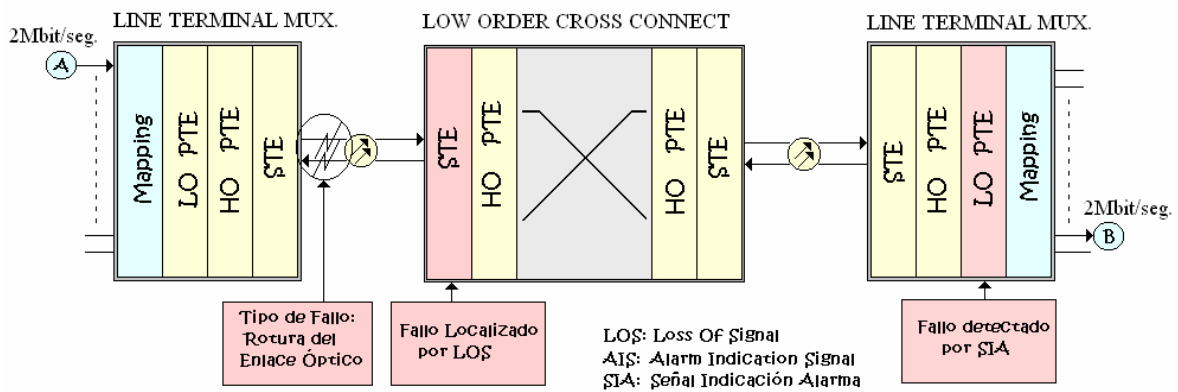 LINE TERMINAL MUX.
LOW ORDER CROSS CONNECT
LINE TERMINAL MUX.
2Mbit/seg.
A
Mapping
LO PTE
HO PTE
STE
STE
HO PTE
HO PTE
STE
STE
HO PTE
LO PTE
Mapping
2Mbit/seg.
B
Tipo de Fallo:
Rotura del
Enlace Óptico
Fallo Localizado
por LOS
LOS: Loss Of Signal
AIS: Alarm Indication Signal
SIA: Señal Indicación Alarma
Fallo detectado
por SIA